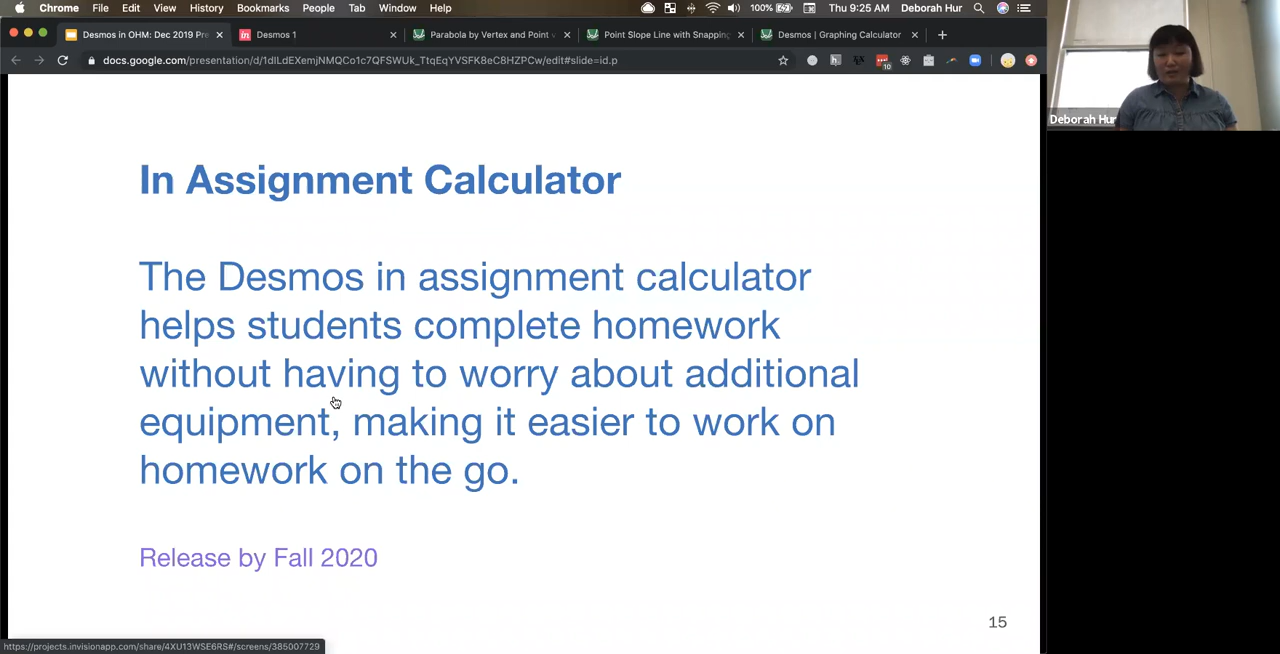 Chrome File Edit View History Bookmarks People Tab Window Help 100% Thu 9:25 AM Deborah Hur
Desmos in OHM: Dec 2019 Pre Desmos 1 Parabola by Vertex and Point Point Slope Line with Snapping Desmos | Graphing Calculator
docs.google.com/presentation/d/1dlLdEXemjNMQCo1c7QFSWUk_TtqEqYVSFK8eC8HZPCw/edit#slide=id.p
10
Deborah Hur
In Assignment Calculator
The Desmos in assignment calculator
helps students complete homework
without having to worry about additional
equipment, making it easier to work on
homework on the go.
Release by Fall 2020
15
https://projects.invisionapp.com/share/4XU13WSE6RS#/screens/385007729